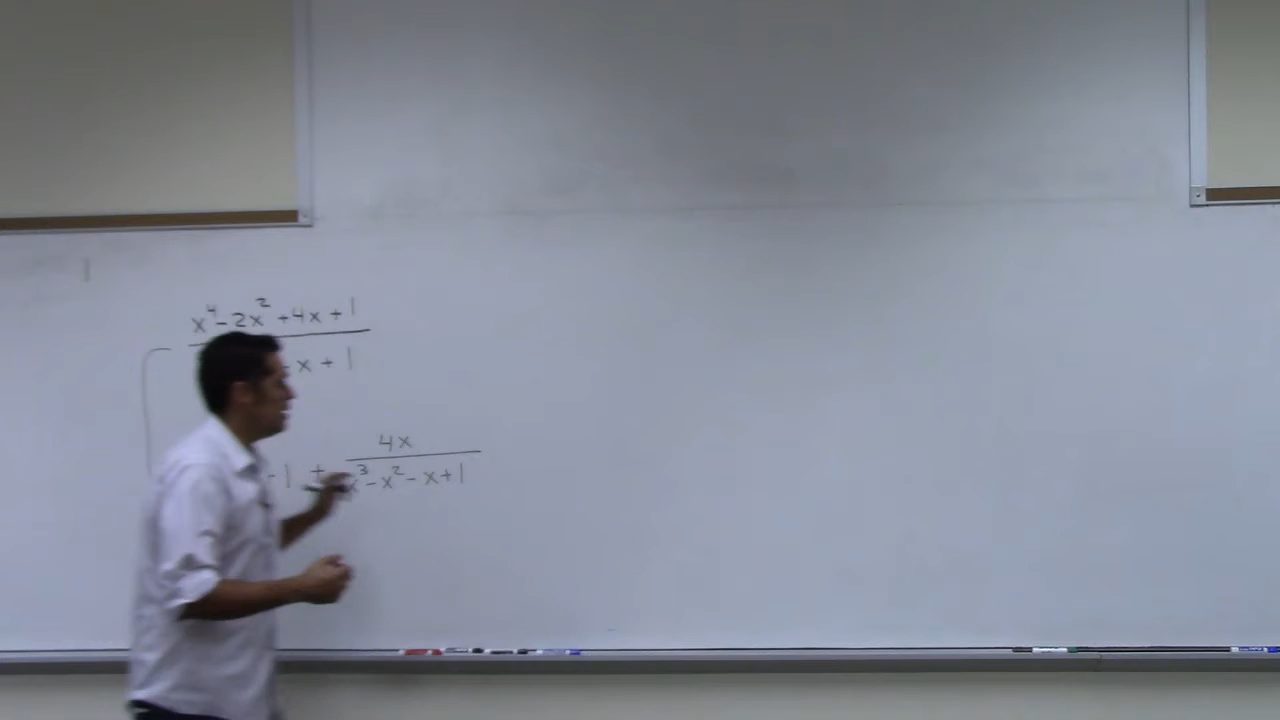 x⁴ - 2x² + 4x + 1
x + 1
4x
- 1 + x³ - x² - x + 1